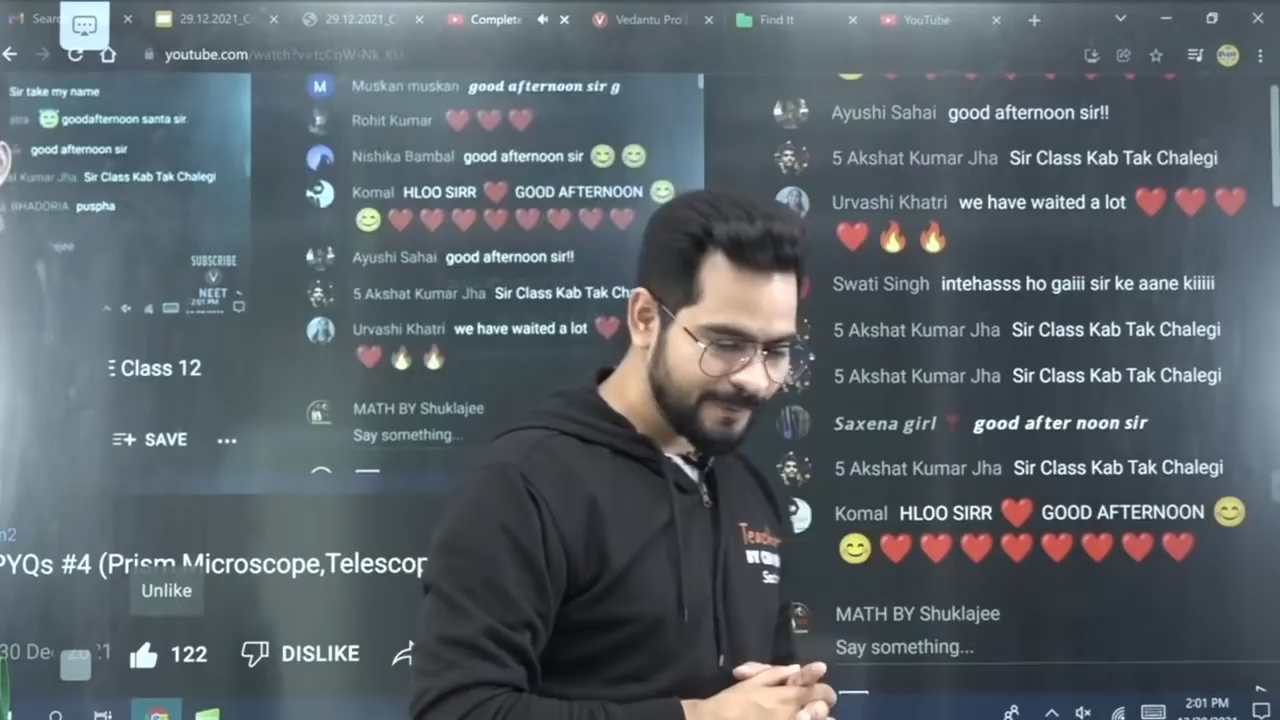 29.12.2021_C
29.12.2021_C
Complete
Vedantu Pro
Find It
YouTube
youtube.com
Sir take my name
goodafternoon santa sir.
good afternoon sir
Kumar Jha Sir Class Kab Tak Chalegi
BHADORIA puspha
SUBSCRIBE
NEET
2:01 PM
Class 12
SAVE
Muskan muskan good afternoon sir g
Rohit Kumar ❤️❤️❤️
Nishika Bambal good afternoon sir 😊😊
Komal HLOO SIRR ❤️ GOOD AFTERNOON 😊
😊❤️❤️❤️❤️❤️❤️❤️❤️
Ayushi Sahai good afternoon sir!!
5 Akshat Kumar Jha Sir Class Kab Tak Ch
Urvashi Khatri we have waited a lot ❤️
❤️🔥🔥
MATH BY Shuklajee
Say something...
PYQs #4 (Prism,Microscope,Telescop
Unlike
122
DISLIKE
Ayushi Sahai good afternoon sir!!
5 Akshat Kumar Jha Sir Class Kab Tak Chalegi
Urvashi Khatri we have waited a lot ❤️❤️❤️
❤️🔥🔥
Swati Singh intehasss ho gaiii sir ke aane kiiiii
5 Akshat Kumar Jha Sir Class Kab Tak Chalegi
5 Akshat Kumar Jha Sir Class Kab Tak Chalegi
Saxena girl🌹 good after noon sir
5 Akshat Kumar Jha Sir Class Kab Tak Chalegi
Komal HLOO SIRR ❤️ GOOD AFTERNOON 😊
😊❤️❤️❤️❤️❤️❤️❤️❤️
MATH BY Shuklajee
Say something...
2:01 PM